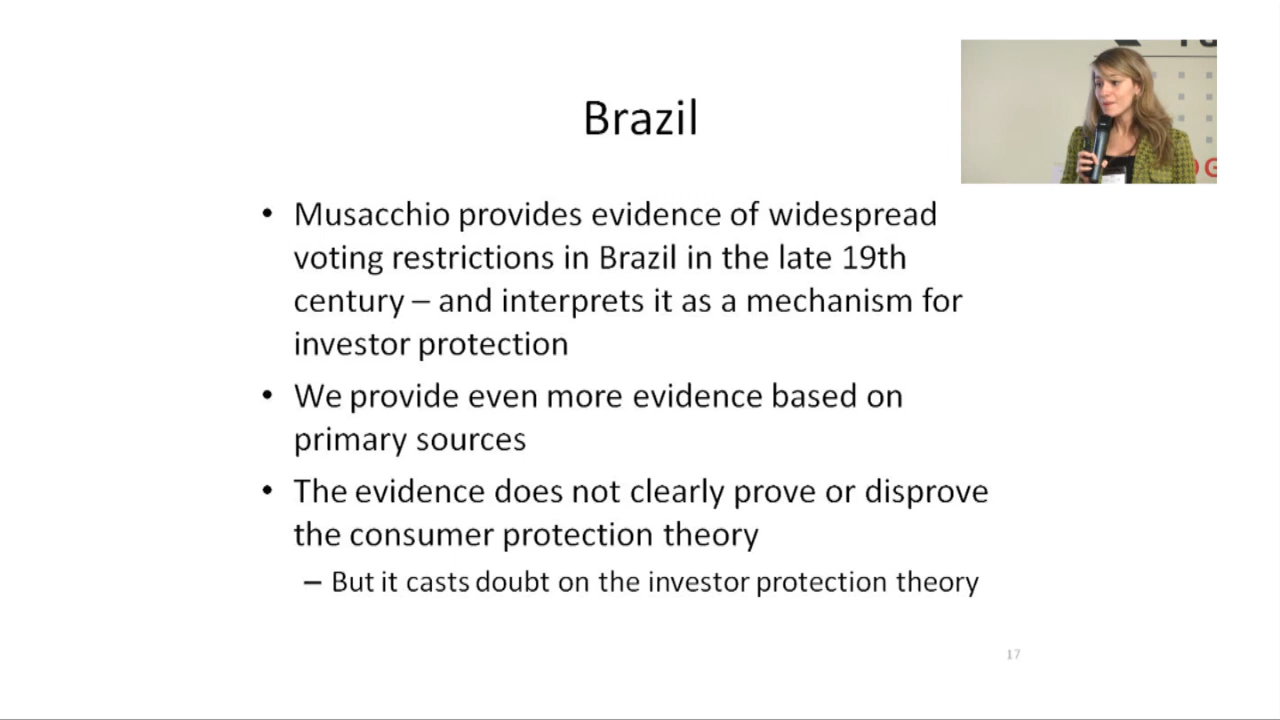 Brazil
• Musacchio provides evidence of widespread
voting restrictions in Brazil in the late 19th
century – and interprets it as a mechanism for
investor protection
• We provide even more evidence based on
primary sources
• The evidence does not clearly prove or disprove
the consumer protection theory
– But it casts doubt on the investor protection theory
17